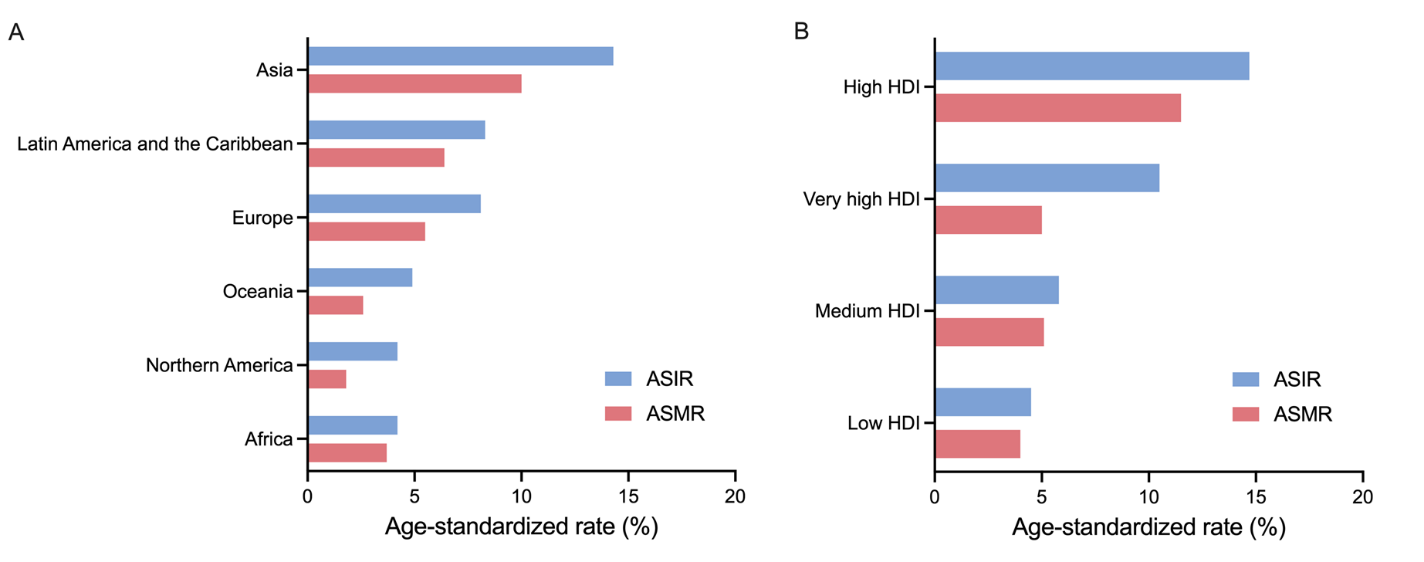 A
Asia
Latin America and the Caribbean
Europe
Oceania
Northern America
Africa
ASIR
ASMR
0 5 10 15 20
Age-standardized rate (%)
B
High HDI
Very high HDI
Medium HDI
Low HDI
ASIR
ASMR
0 5 10 15 20
Age-standardized rate (%)